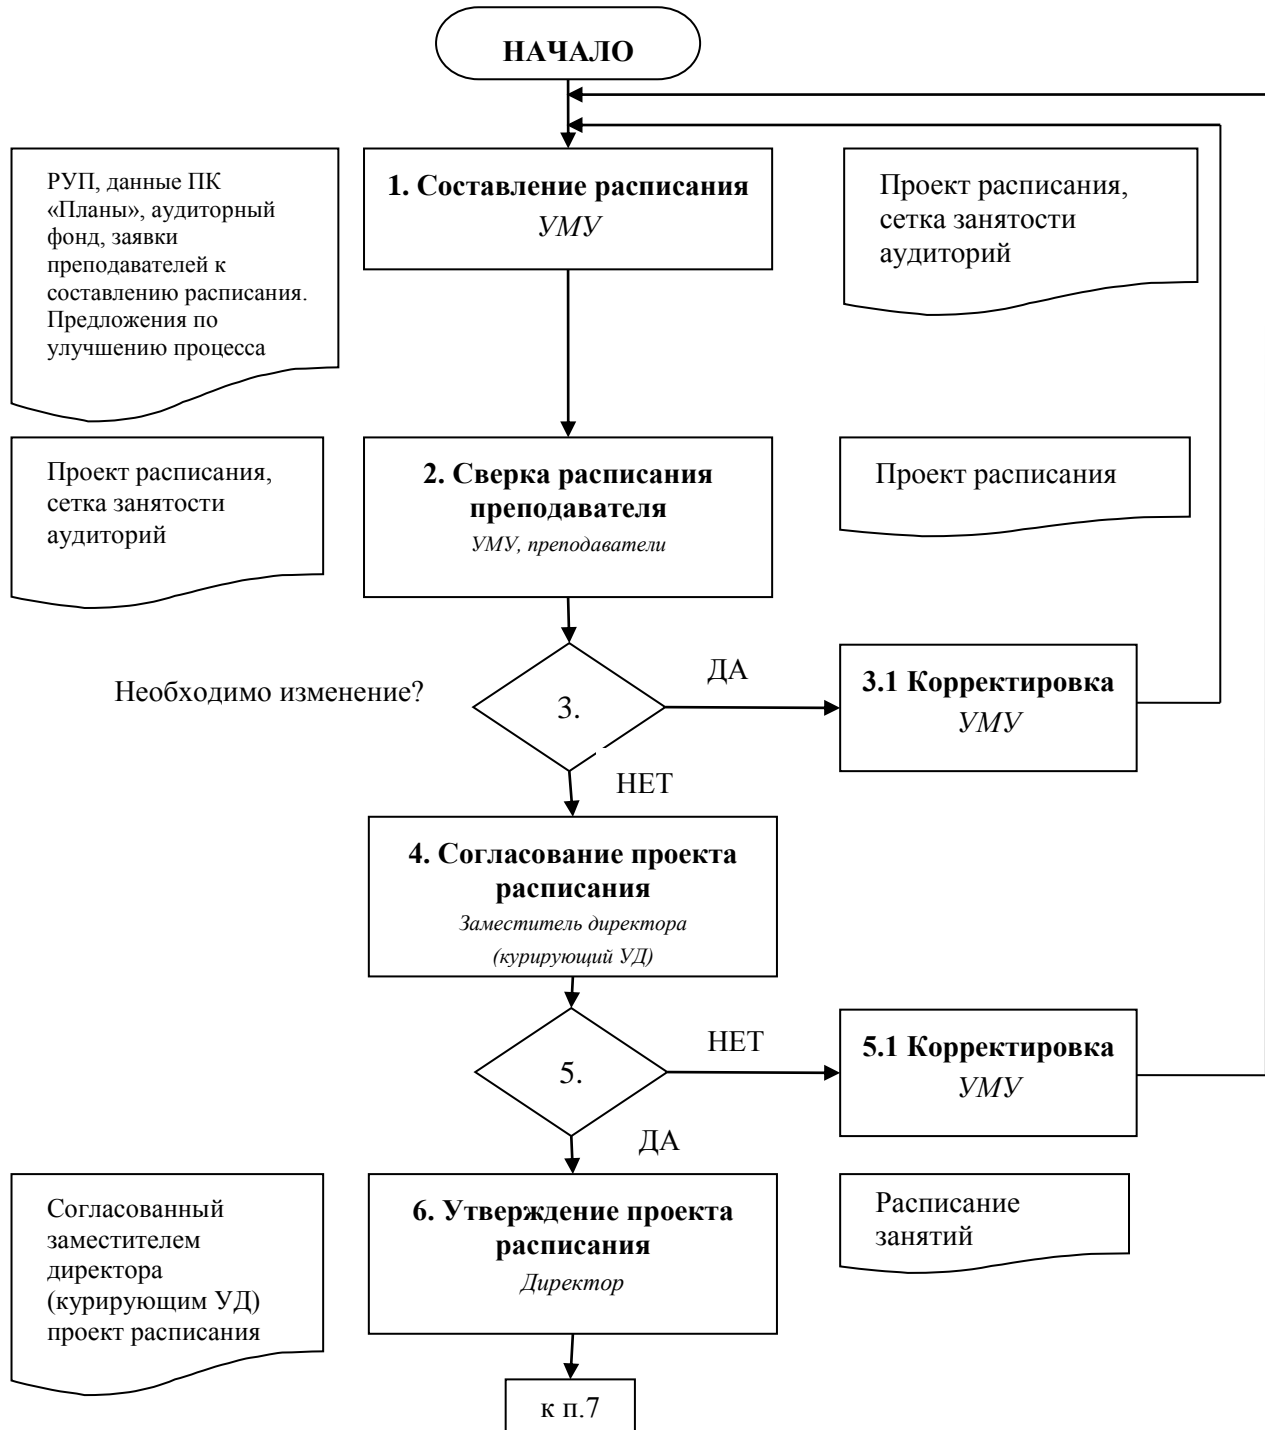 НАЧАЛО
РУП, данные ПК
«Планы», аудиторный
фонд, заявки
преподавателей к
составлению расписания.
Предложения по
улучшению процесса
1. Составление расписания
УМУ
Проект расписания,
сетка занятости
аудиторий
Проект расписания,
сетка занятости
аудиторий
2. Сверка расписания
преподавателя
УМУ, преподаватели
Проект расписания
Необходимо изменение?
3.
ДА
3.1 Корректировка
УМУ
НЕТ
4. Согласование проекта
расписания
Заместитель директора
(курирующий УД)
5.
НЕТ
5.1 Корректировка
УМУ
ДА
Согласованный
заместителем
директора
(курирующим УД)
проект расписания
6. Утверждение проекта
расписания
Директор
Расписание
занятий
к п.7